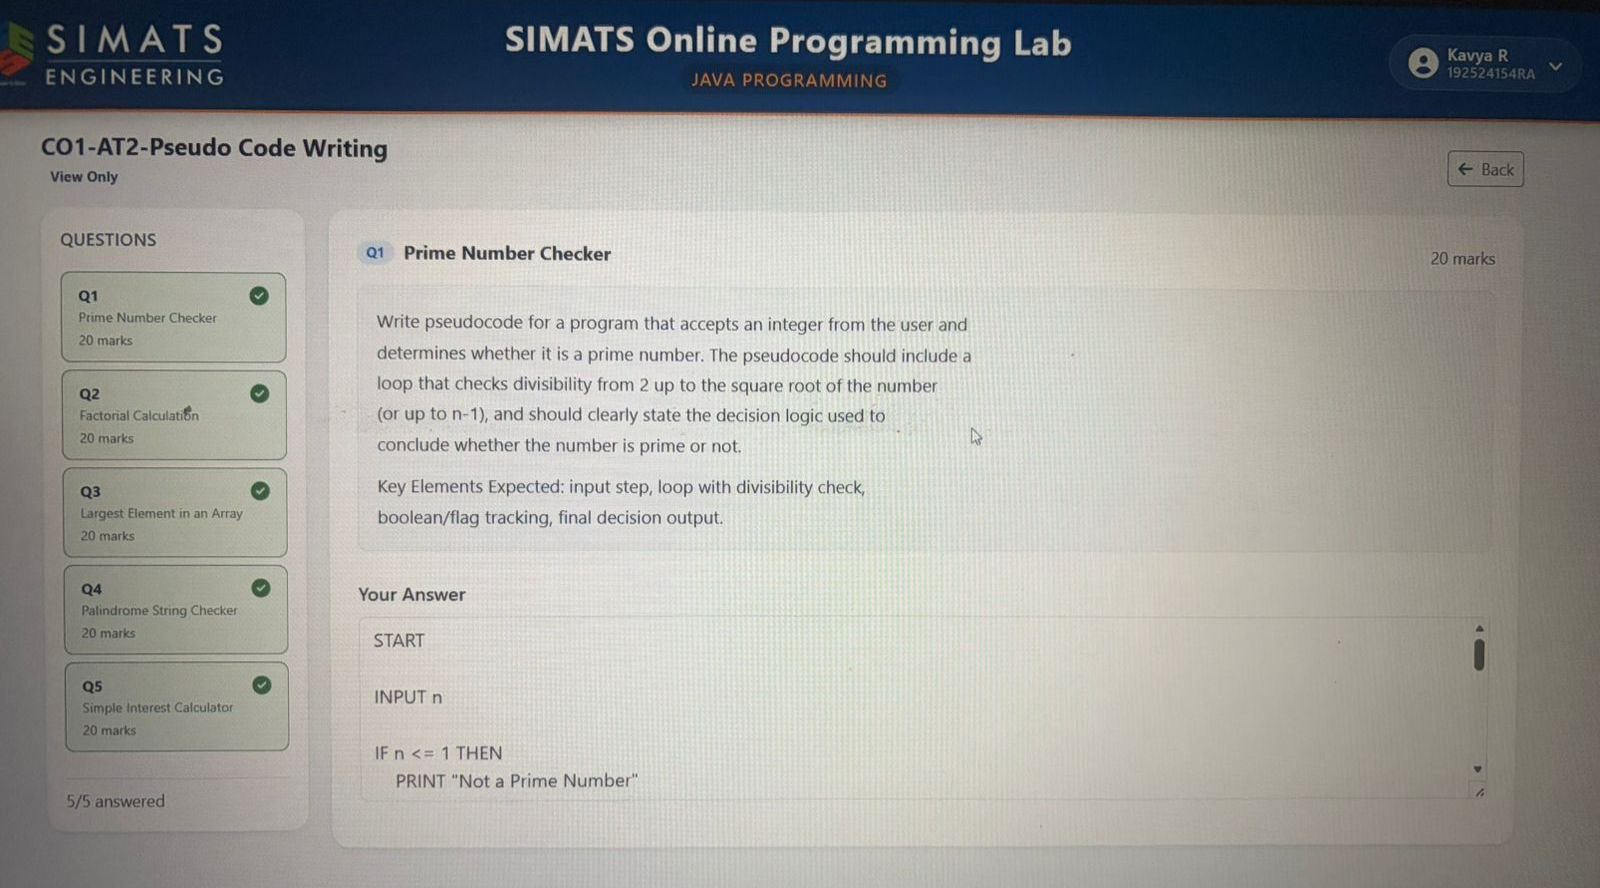 SIMATS
ENGINEERING
SIMATS Online Programming Lab
JAVA PROGRAMMING
Kavya R
192524154RA
CO1-AT2-Pseudo Code Writing
View Only
← Back
QUESTIONS
Q1
Prime Number Checker
20 marks
Q2
Factorial Calculation
20 marks
Q3
Largest Element in an Array
20 marks
Q4
Palindrome String Checker
20 marks
Q5
Simple Interest Calculator
20 marks
5/5 answered
Q1 Prime Number Checker
20 marks
Write pseudocode for a program that accepts an integer from the user and
determines whether it is a prime number. The pseudocode should include a
loop that checks divisibility from 2 up to the square root of the number
(or up to n-1), and should clearly state the decision logic used to
conclude whether the number is prime or not.
Key Elements Expected: input step, loop with divisibility check,
boolean/flag tracking, final decision output.
Your Answer
START
INPUT n
IF n <= 1 THEN
PRINT "Not a Prime Number"